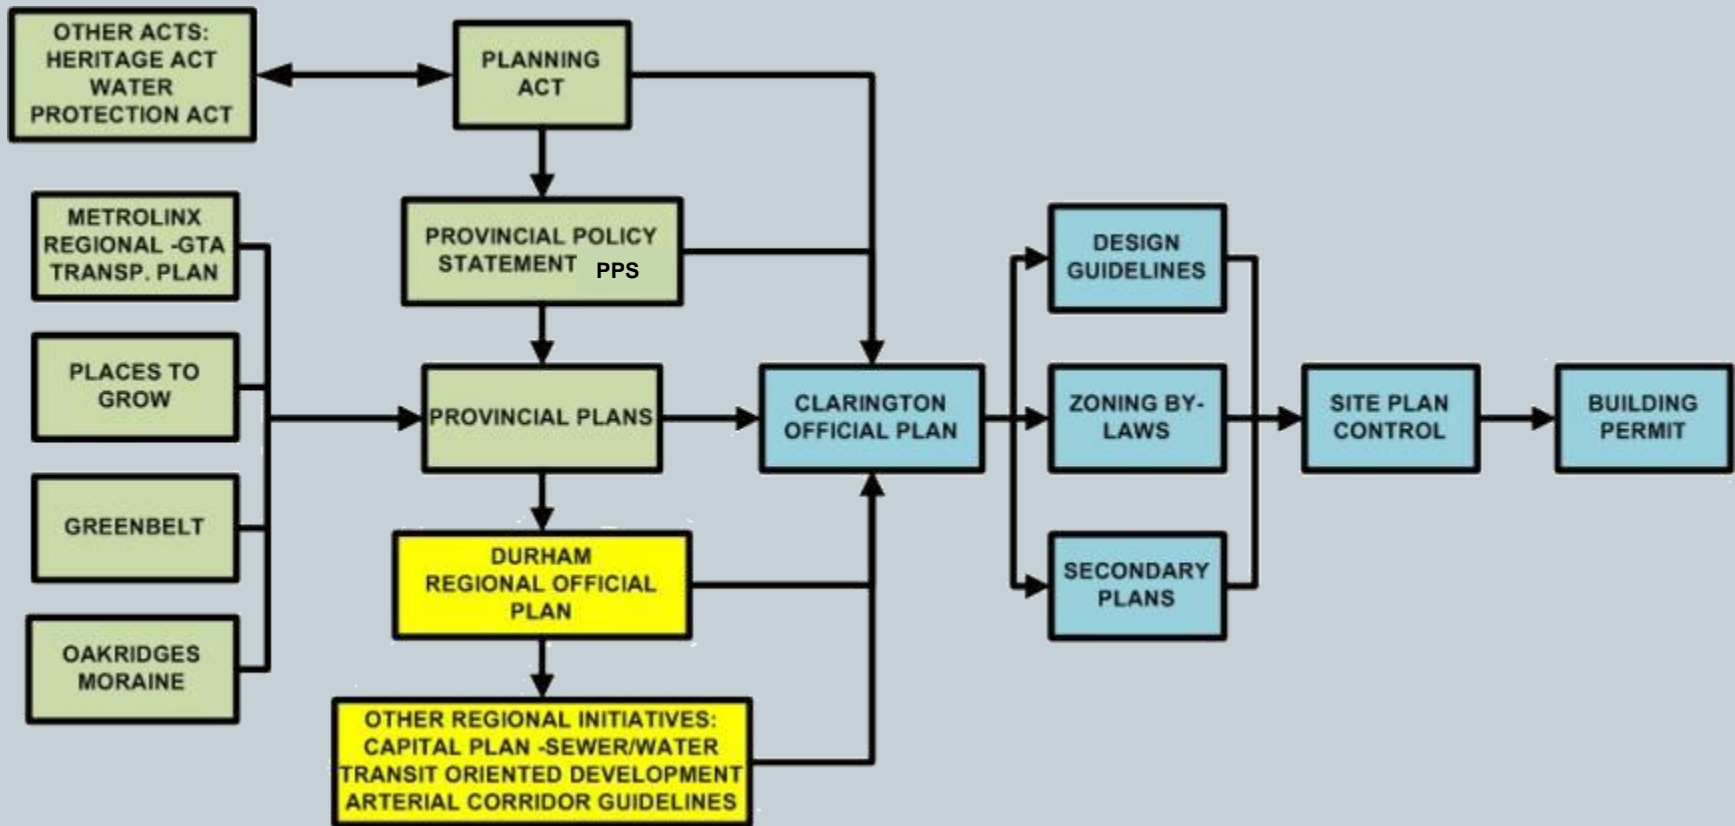 OTHER ACTS:
HERITAGE ACT
WATER
PROTECTION ACT
PLANNING
ACT
METROLINX
REGIONAL -GTA
TRANSP. PLAN
PROVINCIAL POLICY
STATEMENT PPS
DESIGN
GUIDELINES
PLACES TO
GROW
PROVINCIAL PLANS
CLARINGTON
OFFICIAL PLAN
ZONING BY-
LAWS
SITE PLAN
CONTROL
BUILDING
PERMIT
GREENBELT
DURHAM
REGIONAL OFFICIAL
PLAN
SECONDARY
PLANS
OAKRIDGES
MORAINE
OTHER REGIONAL INITIATIVES:
CAPITAL PLAN -SEWER/WATER
TRANSIT ORIENTED DEVELOPMENT
ARTERIAL CORRIDOR GUIDELINES